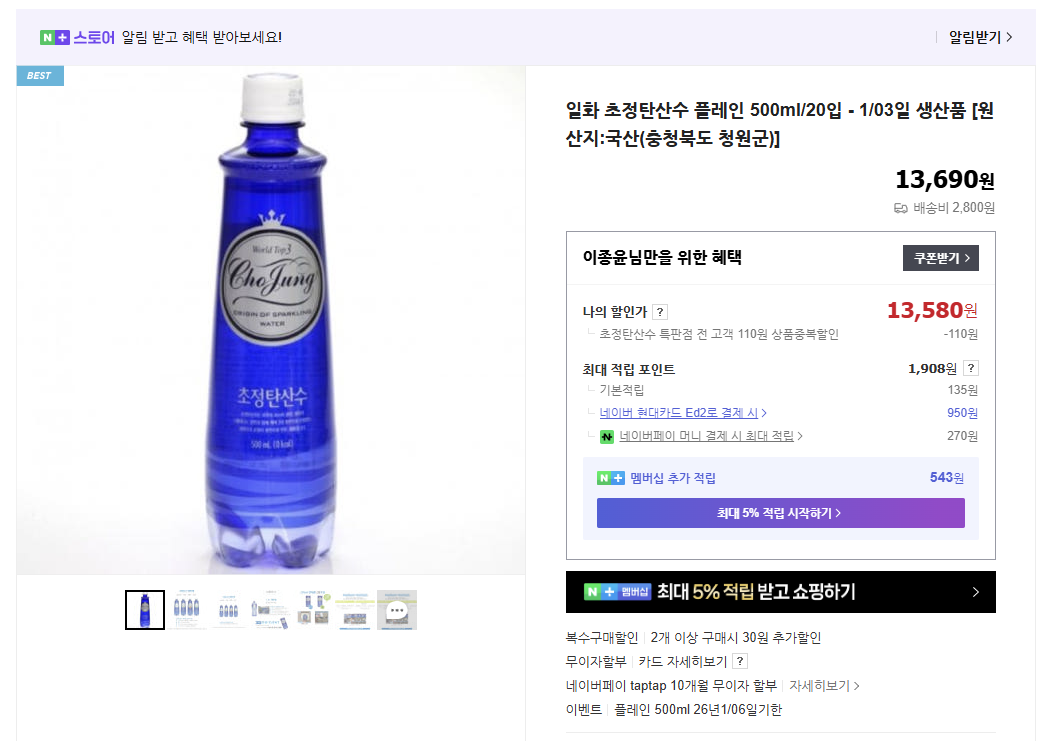 N+ 스토어 알림 받고 혜택 받아보세요!
알림받기 >
BEST
World Top3
ChoJung
ORIGIN OF SPARKLING
WATER
초정탄산수
500 mL (0 kcal)
일화 초정탄산수 플레인 500ml/20입 - 1/03일 생산품 [원
산지:국산(충청북도 청원군)]
13,690원
배송비 2,800원
이종윤님만을 위한 혜택
쿠폰받기 >
나의 할인가 ?
13,580원
초정탄산수 특판점 전 고객 110원 상품중복할인
-110원
최대 적립 포인트
1,908원 ?
기본적립
135원
네이버 현대카드 Ed2로 결제 시 >
950원
N 네이버페이 머니 결제 시 최대 적립 >
270원
N+ 멤버십 추가 적립
543원
최대 5% 적립 시작하기 >
N+ 멤버십 최대 5% 적립 받고 쇼핑하기 >
복수구매할인 2개 이상 구매시 30원 추가할인
무이자할부 카드 자세히보기 ?
네이버페이 taptap 10개월 무이자 할부 자세히보기 >
이벤트 플레인 500ml 26년1/06일기한